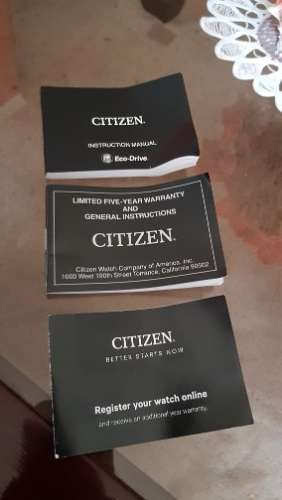 CITIZEN®
INSTRUCTION MANUAL
Eco-Drive
LIMITED FIVE-YEAR WARRANTY
AND
GENERAL INSTRUCTIONS
CITIZEN®
Citizen Watch Company of America, Inc.
1000 West 190th Street Torrance, California 90502
CITIZEN®
BETTER STARTS NOW
Register your watch online
and receive an additional year warranty.